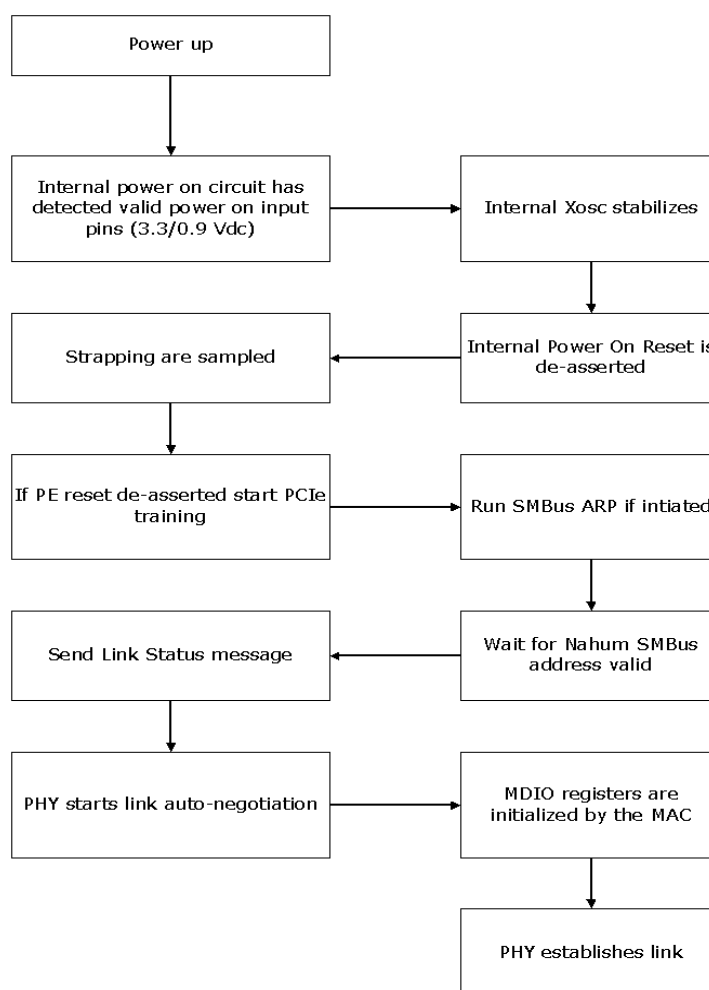 Power up
Internal power on circuit has
detected valid power on input
pins (3.3/0.9 Vdc)
Internal Xosc stabilizes
Internal Power On Reset is
de-asserted
Strapping are sampled
If PE reset de-asserted start PCIe
training
Run SMBus ARP if intiated
Wait for Nahum SMBus
address valid
Send Link Status message
PHY starts link auto-negotiation
MDIO registers are
initialized by the MAC
PHY establishes link